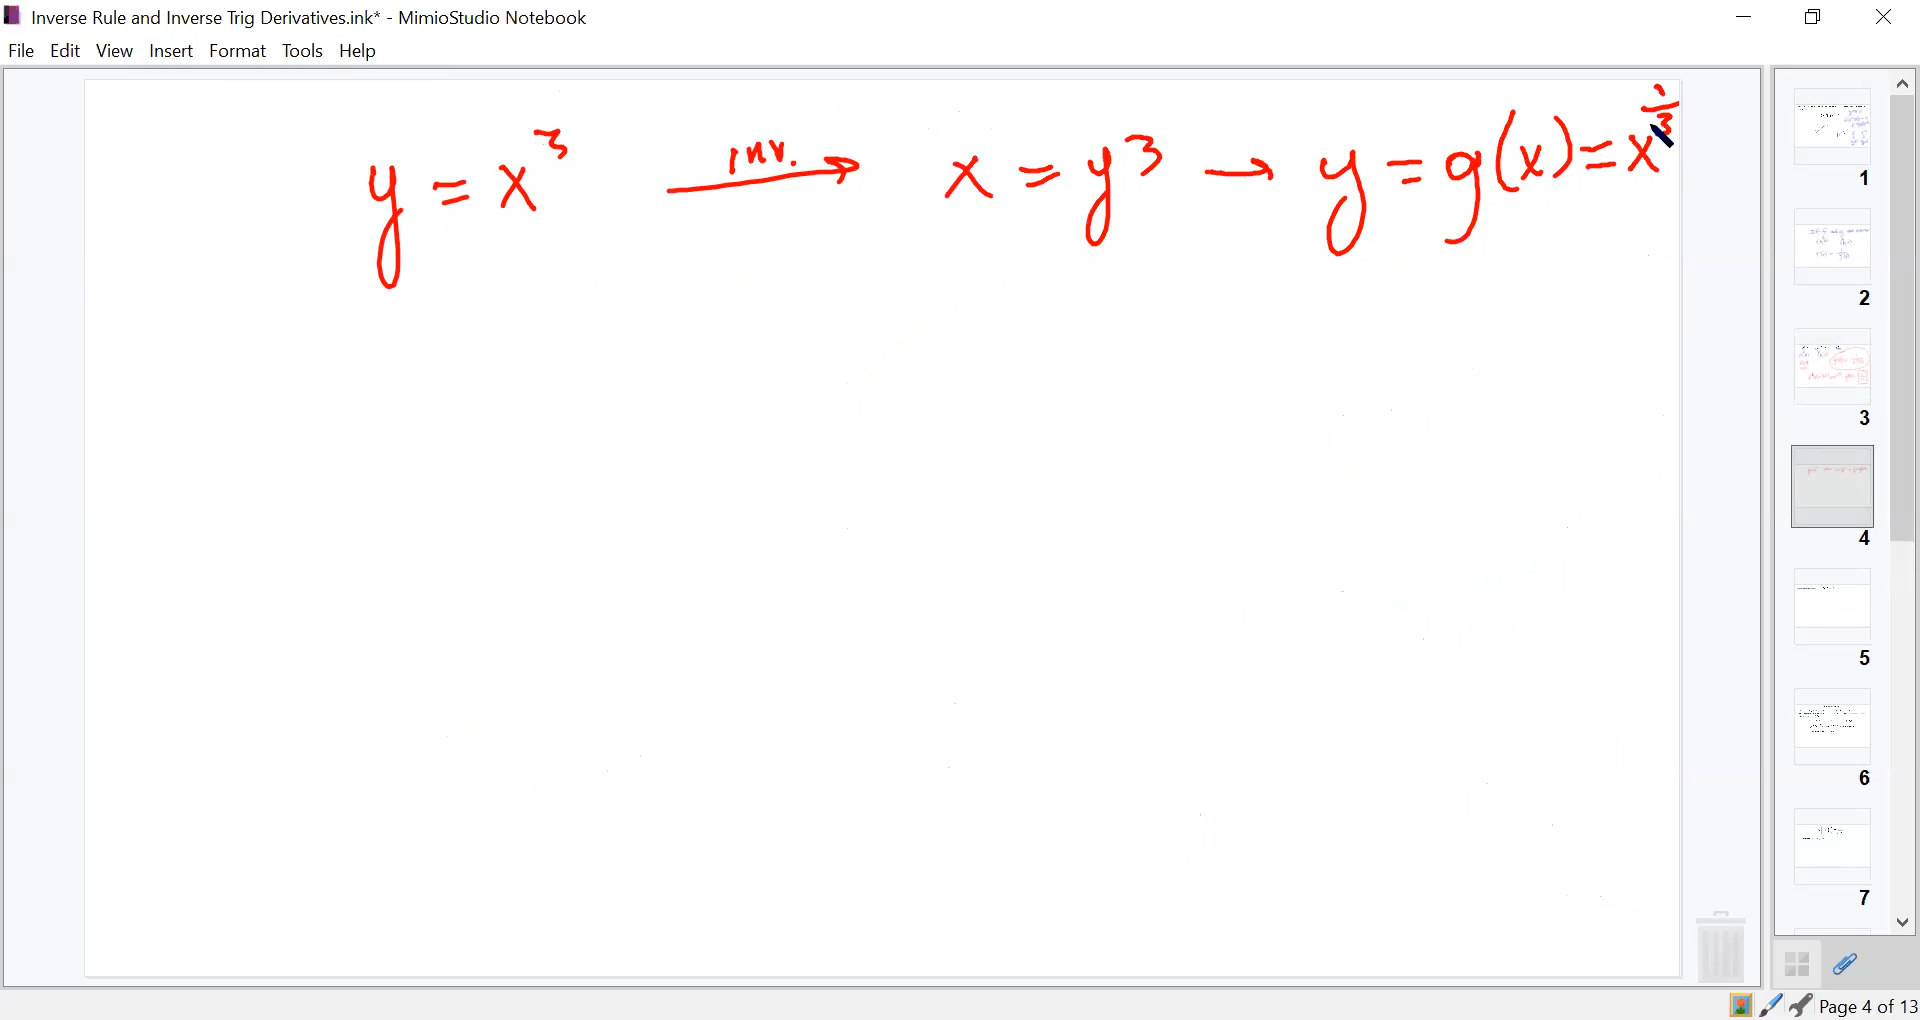 Inverse Rule and Inverse Trig Derivatives.ink* - MimioStudio Notebook
File Edit View Insert Format Tools Help
y = x³ inv. → x = y³ → y = g(x) = x^(1/3)
1
2
3
4
5
6
7
Page 4 of 13